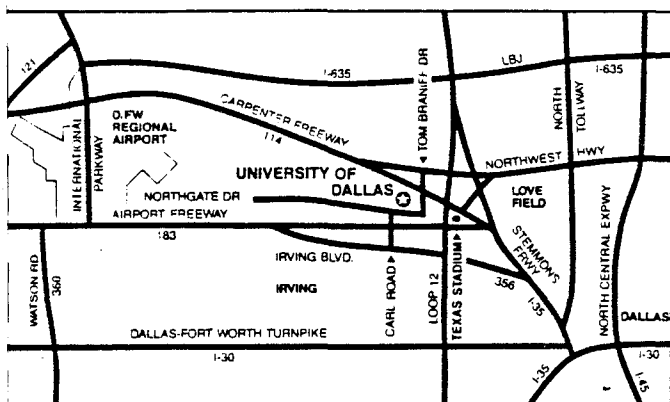 121
I-635
LBJ
I-635
D.FW
REGIONAL
AIRPORT
CARPENTER FREEWAY
114
TOM BRANIFF DR
NORTH
TOLLWAY
INTERNATIONAL
PARKWAY
NORTHWEST HWY
UNIVERSITY OF
DALLAS
LOVE
FIELD
NORTHGATE DR
AIRPORT FREEWAY
183
STEMMONS
FRWY
WATSON RD
360
IRVING BLVD.
IRVING
CARL ROAD
LOOP 12
TEXAS STADIUM
356
I-35
NORTH CENTRAL EXPWY
DALLAS
DALLAS-FORT WORTH TURNPIKE
I-30
I-30
I-35
I-45